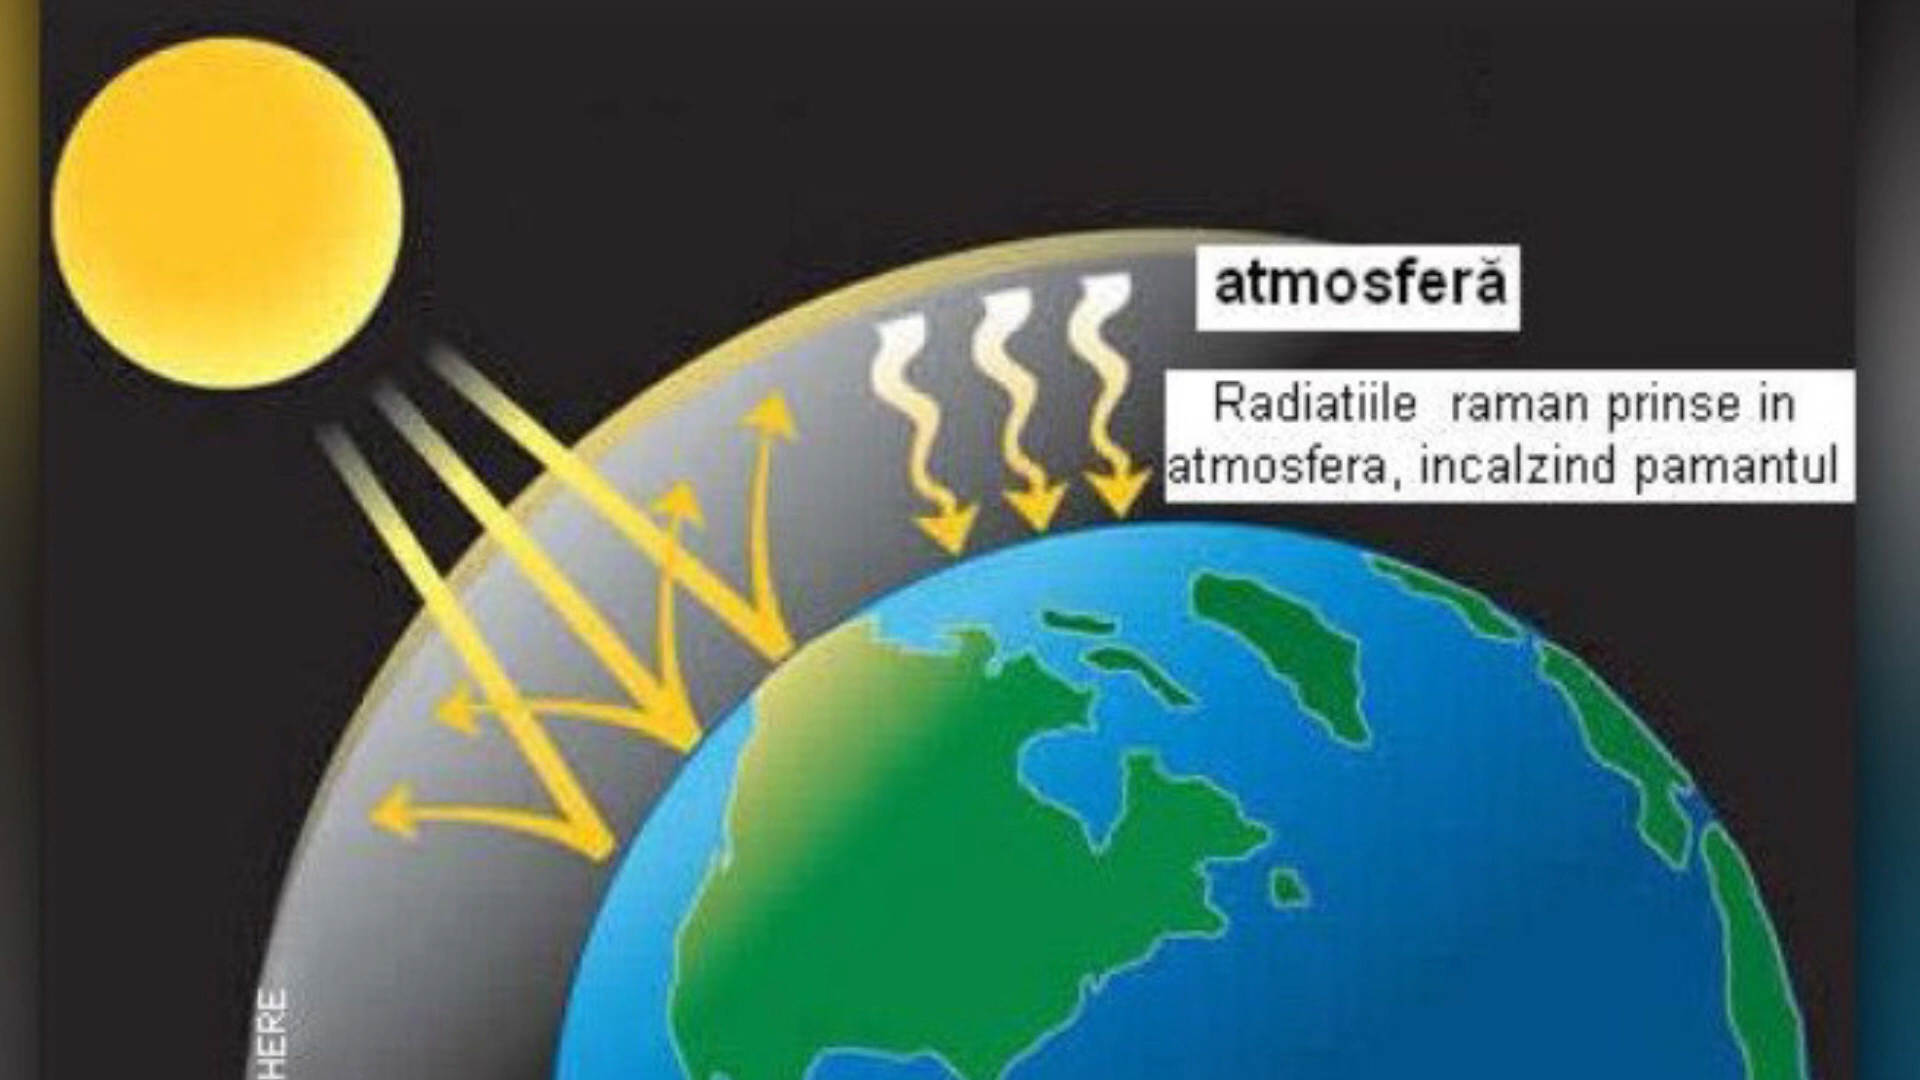 atmosferă
Radiatiile raman prinse in
atmosfera, incalzind pamantul
HERE